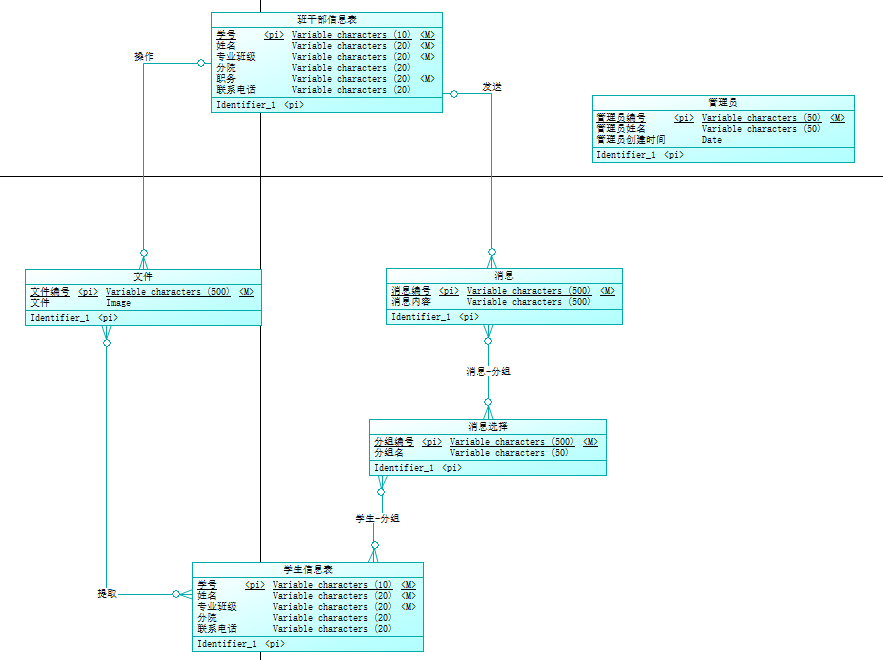 班干部信息表
学号 <pi> Variable characters (10) <M>
姓名 Variable characters (20) <M>
专业班级 Variable characters (20) <M>
分院 Variable characters (20)
职务 Variable characters (20) <M>
联系电话 Variable characters (20)
Identifier_1 <pi>
操作
发送
管理员
管理员编号 <pi> Variable characters (50) <M>
管理员姓名 Variable characters (50)
管理员创建时间 Date
Identifier_1 <pi>
文件
文件编号 <pi> Variable characters (500) <M>
文件 Image
Identifier_1 <pi>
消息
消息编号 <pi> Variable characters (500) <M>
消息内容 Variable characters (500)
Identifier_1 <pi>
消息-分组
消息选择
分组编号 <pi> Variable characters (500) <M>
分组名 Variable characters (50)
Identifier_1 <pi>
学生-分组
提取
学生信息表
学号 <pi> Variable characters (10) <M>
姓名 Variable characters (20) <M>
专业班级 Variable characters (20) <M>
分院 Variable characters (20)
联系电话 Variable characters (20)
Identifier_1 <pi>